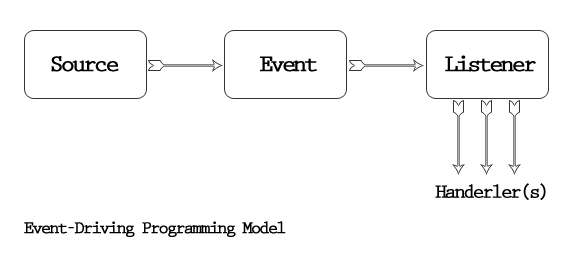 Source
Event
Listener
Handerler(s)
Event-Driving Programming Model